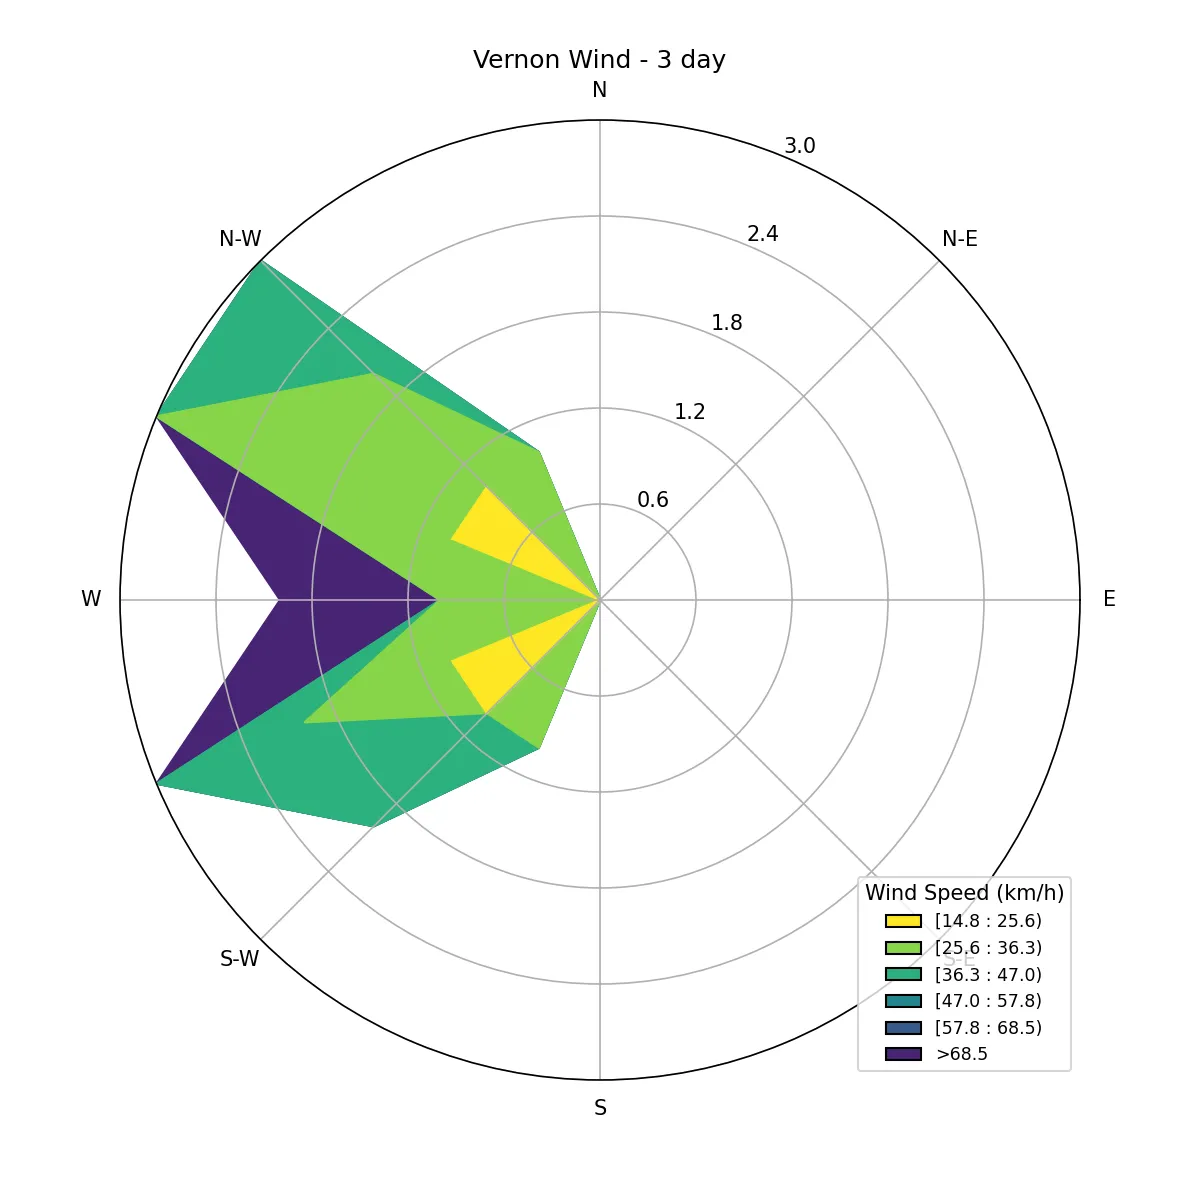 Vernon Wind - 3 day
N
3.0
N-W
2.4
N-E
1.8
1.2
0.6
W
E
Wind Speed (km/h)
[14.8 : 25.6)
[25.6 : 36.3)
S-W
S-E
[36.3 : 47.0)
[47.0 : 57.8)
[57.8 : 68.5)
>68.5
S